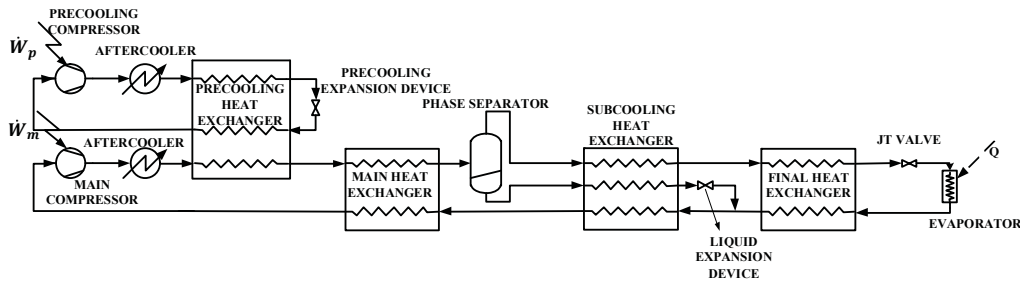 PRECOOLING
COMPRESSOR
Ẇp
AFTERCOOLER
PRECOOLING
HEAT
EXCHANGER
PRECOOLING
EXPANSION DEVICE
PHASE SEPARATOR
SUBCOOLING
HEAT
EXCHANGER
Ẇm
AFTERCOOLER
MAIN
COMPRESSOR
MAIN HEAT
EXCHANGER
FINAL HEAT
EXCHANGER
JT VALVE
Q
EVAPORATOR
LIQUID
EXPANSION
DEVICE